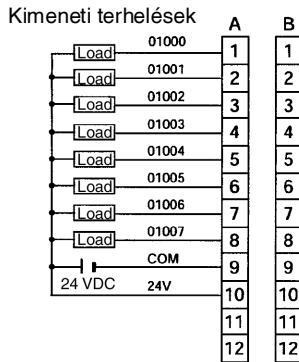 Kimeneti terhelések
A B
Load 01000 1 1
Load 01001 2 2
Load 01002 3 3
Load 01003 4 4
Load 01004 5 5
Load 01005 6 6
Load 01006 7 7
Load 01007 8 8
COM 9 9
24 VDC 24V 10 10
11 11
12 12